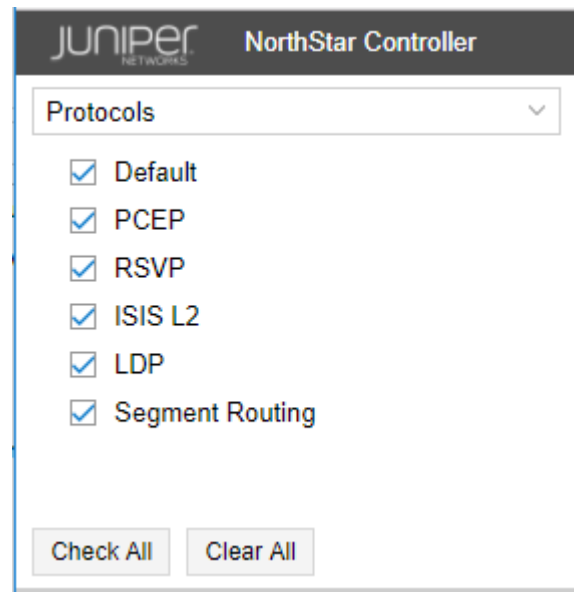 JUNIPER NorthStar Controller
NETWORKS
Protocols
Default
PCEP
RSVP
ISIS L2
LDP
Segment Routing
Check All Clear All